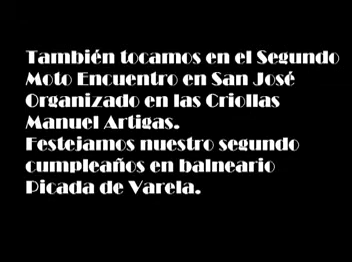 También tocamos en el Segundo
Moto Encuentro en San José
Organizado en las Criollas
Manuel Artigas.
Festejamos nuestro segundo
cumpleaños en balneario
Picada de Varela.